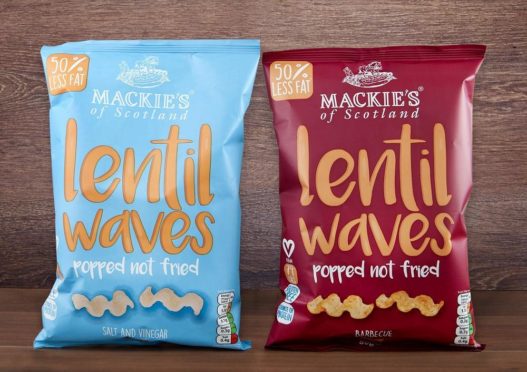 50%
LESS FAT
MACKIE'S
of Scotland
lentil
waves
popped not fried
SALT AND VINEGAR
50%
LESS FAT
MACKIE'S
of Scotland
lentil
waves
popped not fried
BARBECUE